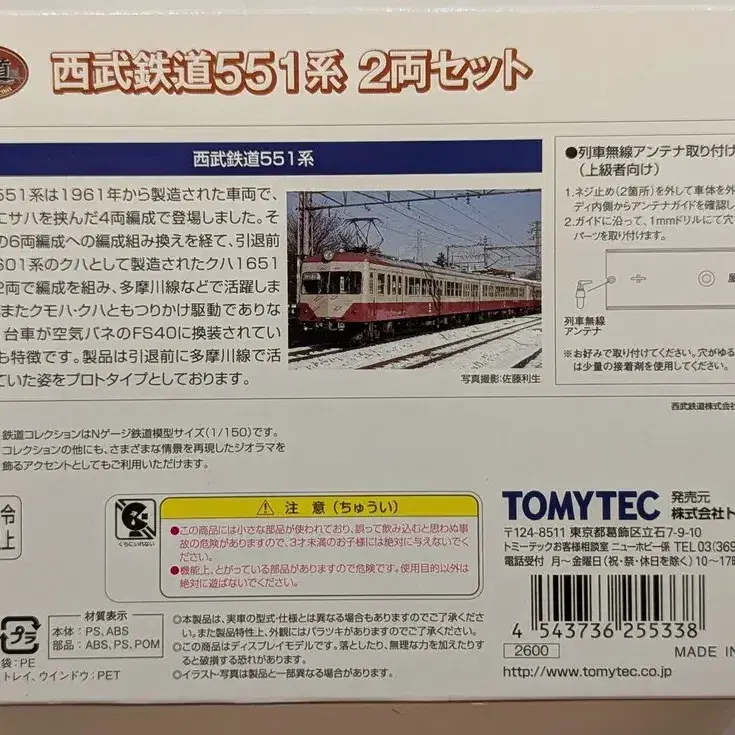 道
西武鉄道551系 2両セット
西武鉄道551系
551系は1961年から製造された車両で、
にサハを挟んだ4両編成で登場しました。そ
の6両編成への編成組み換えを経て、引退前
601系のクハとして製造されたクハ1651
2両で編成を組み、多摩川線などで活躍しま
またクモハ・クハともつりかけ駆動でありな
台車が空気バネのFS40に換装されてい
も特徴です。製品は引退前に多摩川線で活
ていた姿をプロトタイプとしております。
写真撮影:佐藤利生
●列車無線アンテナ取り付け
(上級者向け)
1.ネジ止め(2箇所)を外して車体を外
ディ内側からアンテナガイドを確認し
2.ガイドに沿って、1mmドリルにて穴
パーツを取り付けます。
列車無線
アンテナ
屋
※お好みで取り付けてください。穴がゆる
は少量の接着剤を使用してください。
西武鉄道株式会社
鉄道コレクションはNゲージ鉄道模型サイズ(1/150)です。
コレクションの他にも、さまざまな情景を再現したジオラマを
飾るアクセントとしてもご利用いただけます。
令
上
くちにいれない
⚠ 注 意 (ちゅうい)
●この商品には小さな部品が使われており、誤って飲み込むと思わぬ事
故の危険がありますので、3才未満のお子様には絶対に与えないでく
ださい。
●機能上、とがっている部品がありますので危険です。使用目的以外は
絶対に遊ばないでください。
TOMYTEC 発売元
株式会社ト
〒124-8511 東京都葛飾区立石7-9-10
トミーテックお客様相談室 ニューホビー係 TEL 03(369
電話受付 月~金曜日(祝・祭・休日を除く)10~17時
4 543736 255338
2600
MADE IN
http://www.tomytec.co.jp
プラ
袋:PE
トレイ、ウインドウ:PET
材質表示
本体:PS,ABS
部品:ABS,PS,POM
◎本製品は、実車の型式・仕様とは異なる場合もありますのでご了承くださ
い。また製品特性上、外観にはバラツキがありますのでご了承ください。
◎この商品はディスプレイモデルです。落としたり、無理な力を加えたりす
ると破損する恐れがあります。
◎イラスト・写真は製品と一部異なる場合があります。